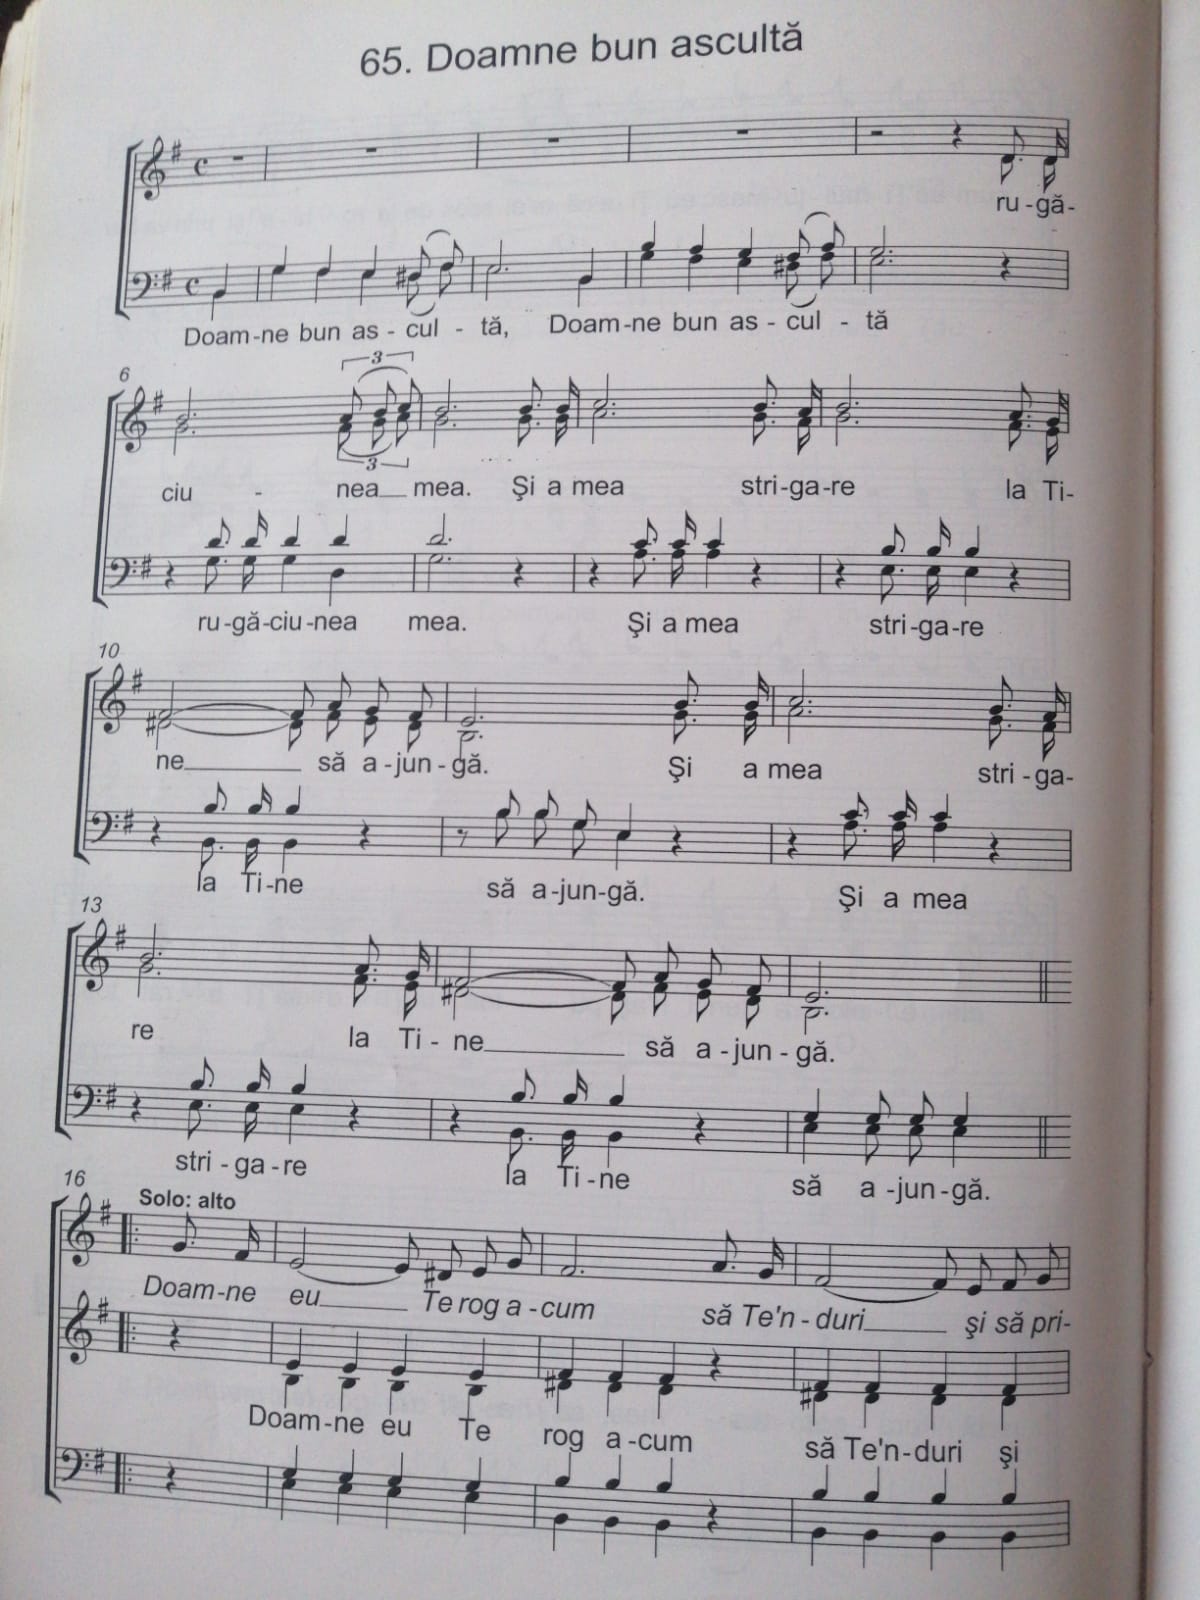 65. Doamne bun ascultă
ru - gă-
Doam-ne bun as - cul - tă, Doam-ne bun as - cul - tă
6
3
ciu - nea mea. Şi a mea stri-ga-re la Ti-
3
ru-gă-ciu-nea mea. Şi a mea stri-ga-re
10
ne să a-jun-gă. Şi a mea stri-ga-
la Ti-ne să a-jun-gă. Şi a mea
13
re la Ti - ne să a-jun-gă.
stri-ga-re la Ti-ne să a-jun-gă.
16
Solo: alto
Doam-ne eu Te rog a-cum să Te'n-duri şi să pri-
Doam-ne eu Te rog a-cum să Te'n-duri şi